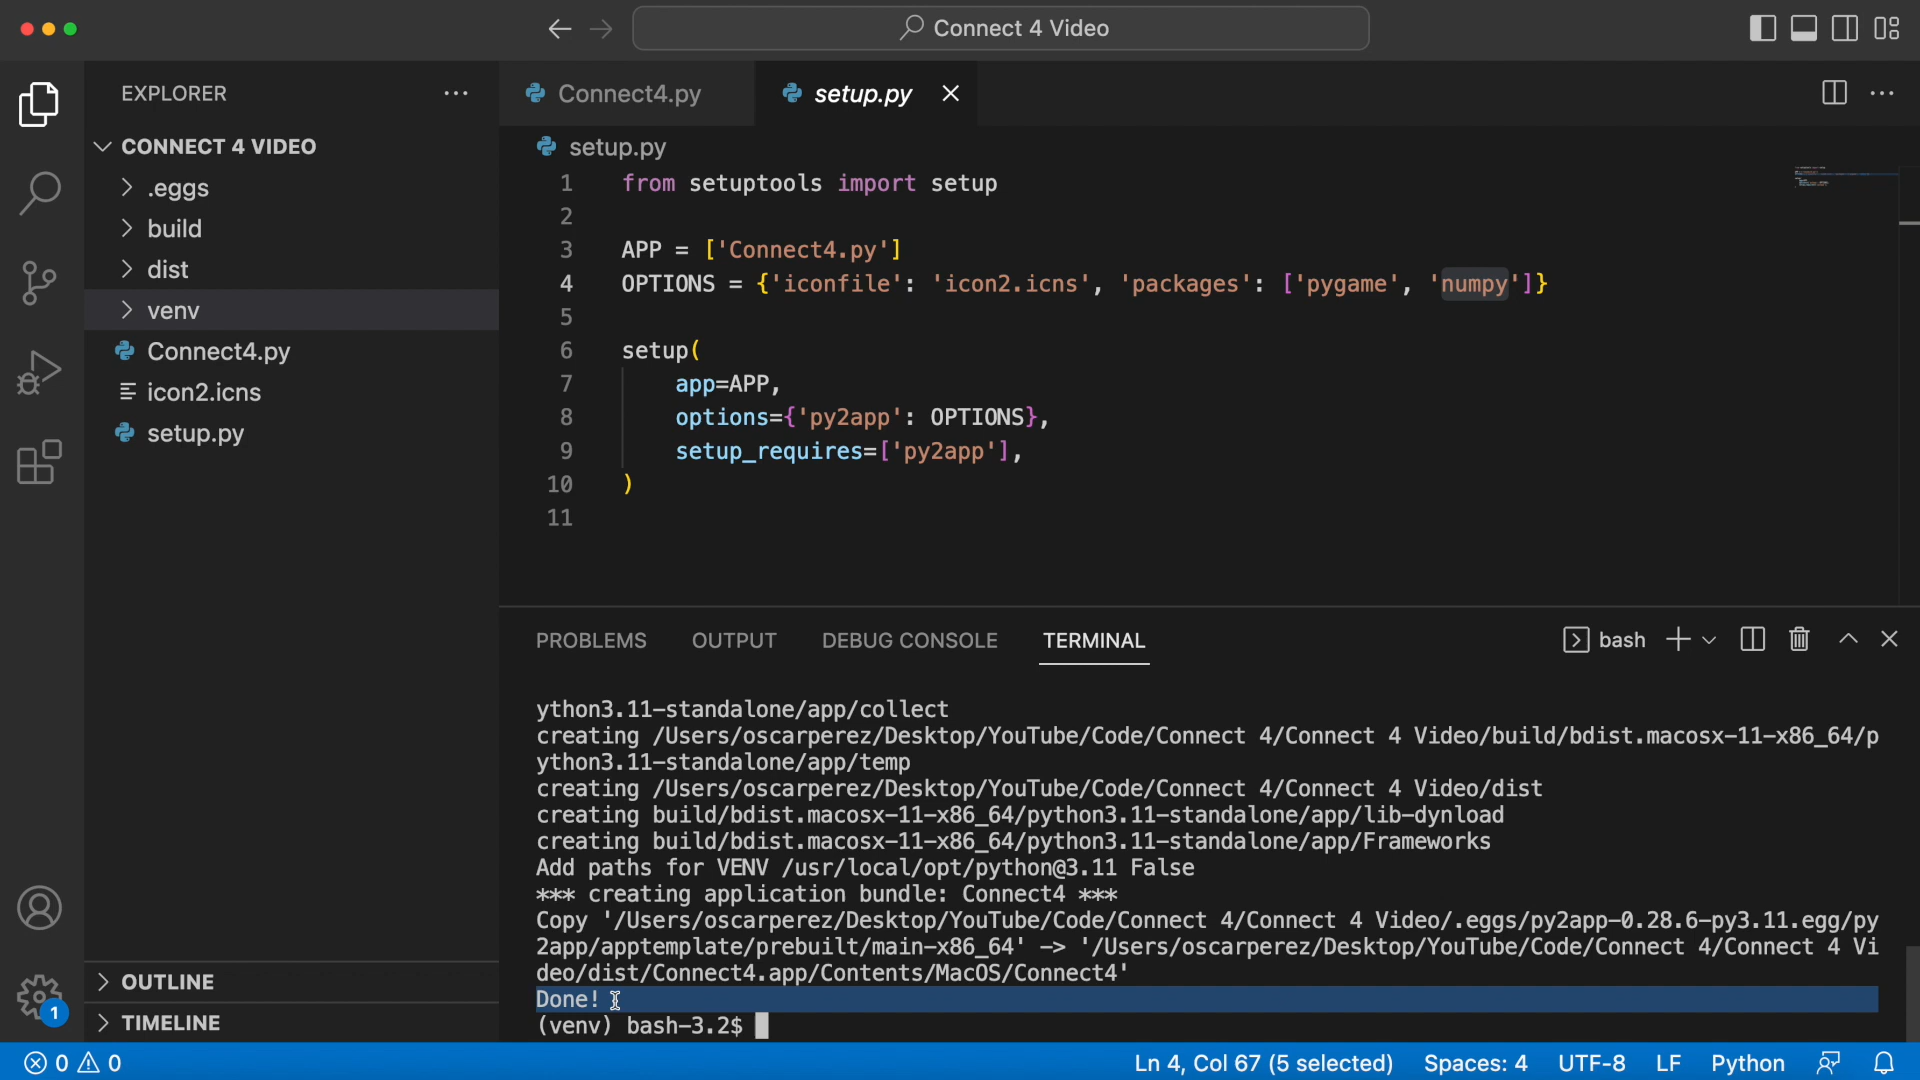 Connect 4 Video
EXPLORER
CONNECT 4 VIDEO
.eggs
build
dist
venv
Connect4.py
icon2.icns
setup.py
OUTLINE
TIMELINE
Connect4.py
setup.py
setup.py
1 from setuptools import setup
2
3 APP = ['Connect4.py']
4 OPTIONS = {'iconfile': 'icon2.icns', 'packages': ['pygame', 'numpy']}
5
6 setup(
7 app=APP,
8 options={'py2app': OPTIONS},
9 setup_requires=['py2app'],
10 )
11
PROBLEMS OUTPUT DEBUG CONSOLE TERMINAL
bash
ython3.11-standalone/app/collect
creating /Users/oscarperez/Desktop/YouTube/Code/Connect 4/Connect 4 Video/build/bdist.macosx-11-x86_64/p
ython3.11-standalone/app/temp
creating /Users/oscarperez/Desktop/YouTube/Code/Connect 4/Connect 4 Video/dist
creating build/bdist.macosx-11-x86_64/python3.11-standalone/app/lib-dynload
creating build/bdist.macosx-11-x86_64/python3.11-standalone/app/Frameworks
Add paths for VENV /usr/local/opt/python@3.11 False
*** creating application bundle: Connect4 ***
Copy '/Users/oscarperez/Desktop/YouTube/Code/Connect 4/Connect 4 Video/.eggs/py2app-0.28.6-py3.11.egg/py
2app/apptemplate/prebuilt/main-x86_64' -> '/Users/oscarperez/Desktop/YouTube/Code/Connect 4/Connect 4 Vi
deo/dist/Connect4.app/Contents/MacOS/Connect4'
Done!
(venv) bash-3.2$
1
0 0
Ln 4, Col 67 (5 selected) Spaces: 4 UTF-8 LF Python